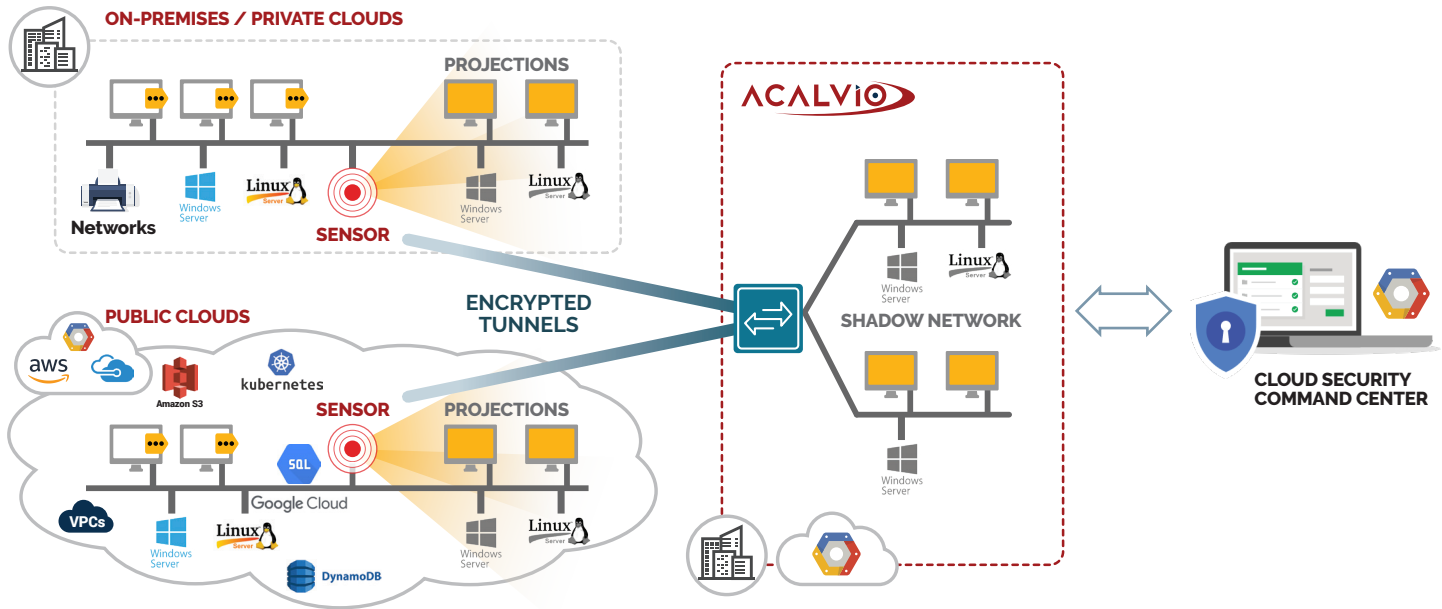 ON-PREMISES / PRIVATE CLOUDS
PROJECTIONS
Networks
Windows
Server
Linux
Server
SENSOR
Windows
Server
Linux
Server
ENCRYPTED
TUNNELS
PUBLIC CLOUDS
aws
Amazon S3
kubernetes
SENSOR
PROJECTIONS
SQL
Google Cloud
VPCs
Windows
Server
Linux
Server
DynamoDB
Windows
Server
Linux
Server
ACALVIO
Windows
Server
Linux
Server
SHADOW NETWORK
Windows
Server
CLOUD SECURITY
COMMAND CENTER